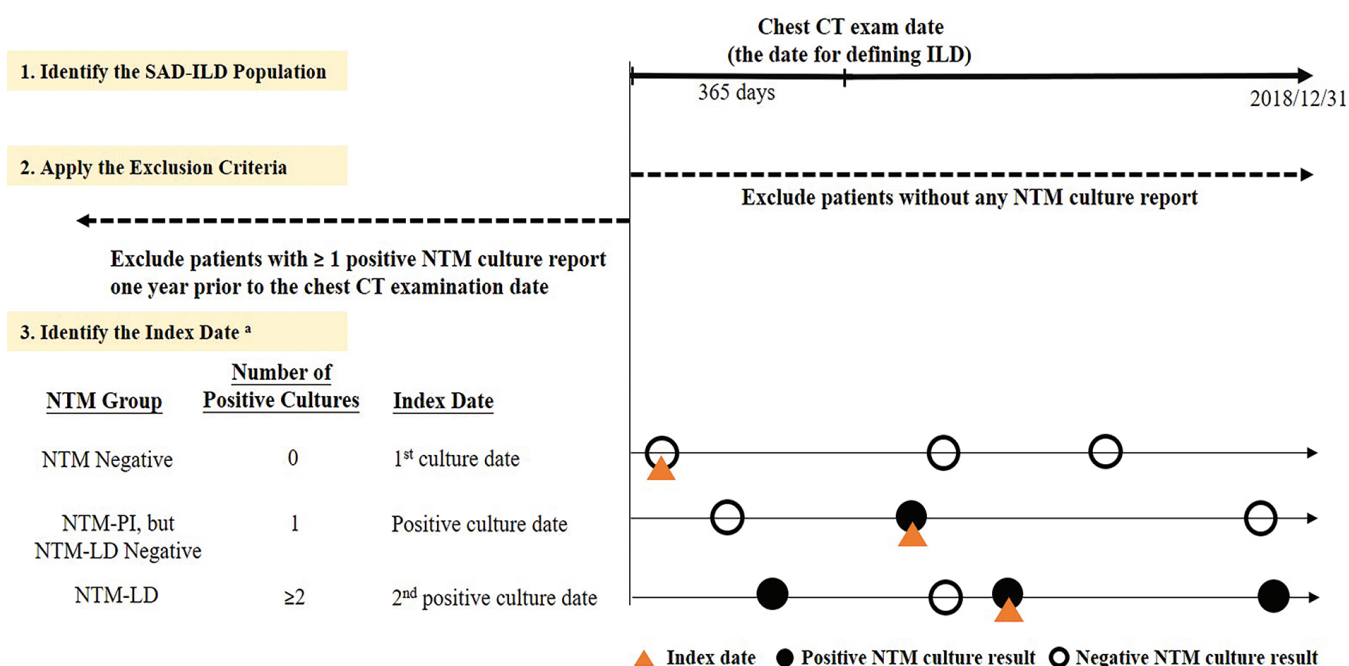 Chest CT exam date
(the date for defining ILD)
1. Identify the SAD-ILD Population
365 days
2018/12/31
2. Apply the Exclusion Criteria
Exclude patients without any NTM culture report
Exclude patients with ≥ 1 positive NTM culture report
one year prior to the chest CT examination date
3. Identify the Index Date ᵃ
Number of
NTM Group Positive Cultures Index Date
NTM Negative 0 1ˢᵗ culture date
NTM-PI, but 1 Positive culture date
NTM-LD Negative
NTM-LD ≥2 2ⁿᵈ positive culture date
Index date Positive NTM culture result Negative NTM culture result